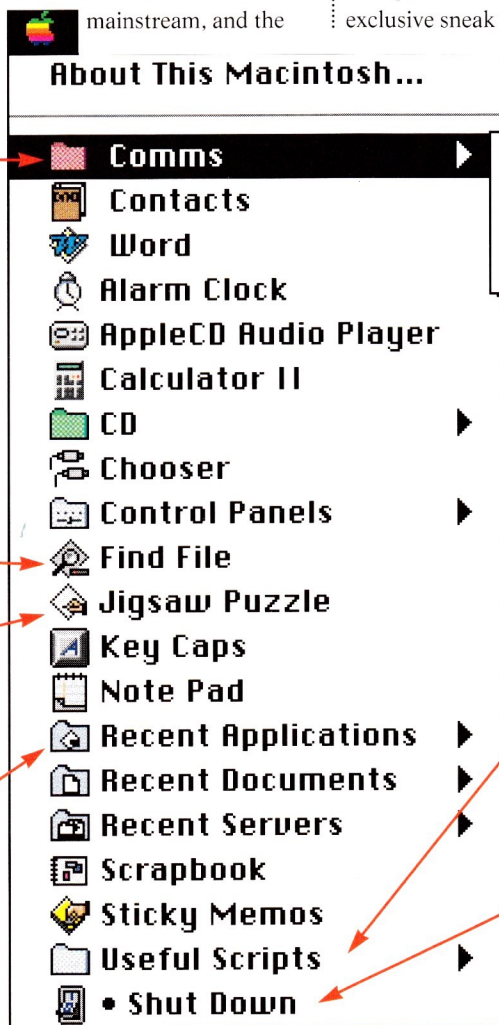 mainstream, and the
exclusive sneak
About This Macintosh...
Comms
Contacts
Word
Alarm Clock
AppleCD Audio Player
Calculator II
CD
Chooser
Control Panels
Find File
Jigsaw Puzzle
Key Caps
Note Pad
Recent Applications
Recent Documents
Recent Servers
Scrapbook
Sticky Memos
Useful Scripts
• Shut Down